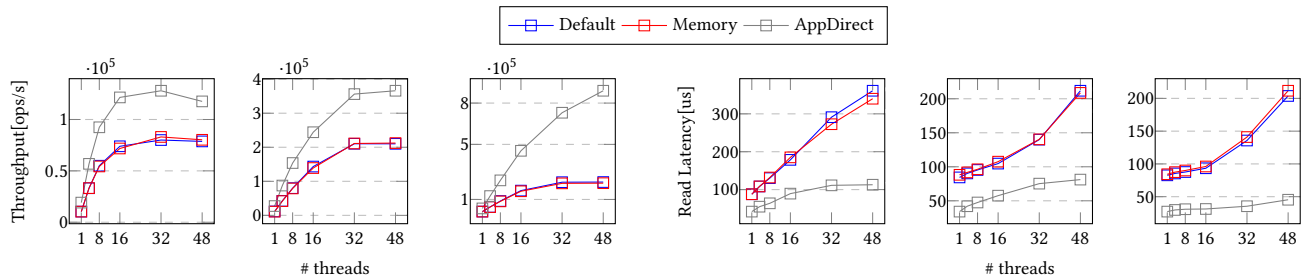 Default Memory AppDirect
Throughput[ops/s]
·10^5
1
0.5
0
1 8 16 32 48
·10^5
4
3
2
1
0
1 8 16 32 48
# threads
·10^5
8
5
1
1 8 16 32 48
Read Latency[us]
300
200
100
1 8 16 32 48
200
150
100
50
1 8 16 32 48
# threads
200
150
100
50
1 8 16 32 48